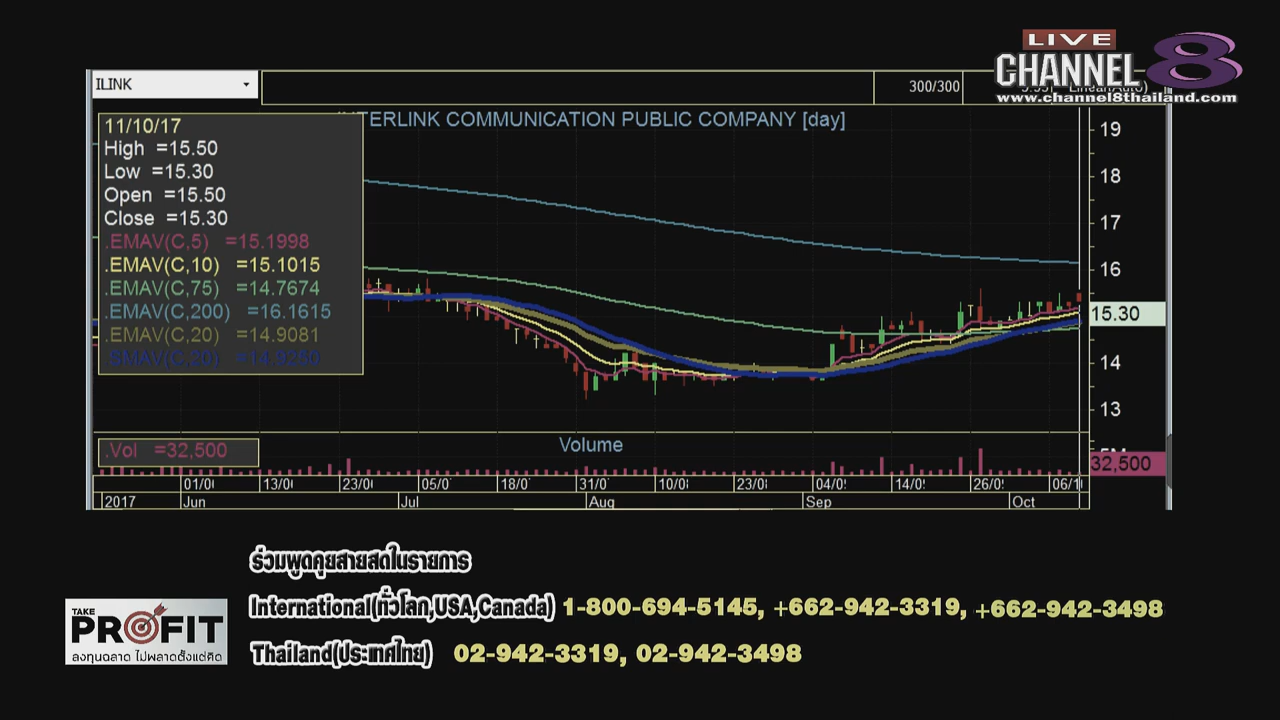 LIVE
CHANNEL 8
www.channel8thailand.com
ILINK
300/300
INTERLINK COMMUNICATION PUBLIC COMPANY [day]
11/10/17
High =15.50
Low =15.30
Open =15.50
Close =15.30
.EMAV(C,5) =15.1998
.EMAV(C,10) =15.1015
.EMAV(C,75) =14.7674
.EMAV(C,200) =16.1615
.EMAV(C,20) =14.9081
.SMAV(C,20) =14.9250
19
18
17
16
15.30
14
13
Volume
.Vol =32,500
32,500
01/0 13/0 23/0 05/0 18/0 31/0 10/0 23/0 04/0 14/0 26/0 06/1
2017 Jun Jul Aug Sep Oct
ร่วมพูดคุยสายสดในรายการ
International(ทั่วโลก,USA,Canada) 1-800-694-5145, +662-942-3319, +662-942-3498
Thailand(ประเทศไทย) 02-942-3319, 02-942-3498
TAKE
PROFIT
ลงทุนฉลาด ไม่พลาดตั้งแต่คิด